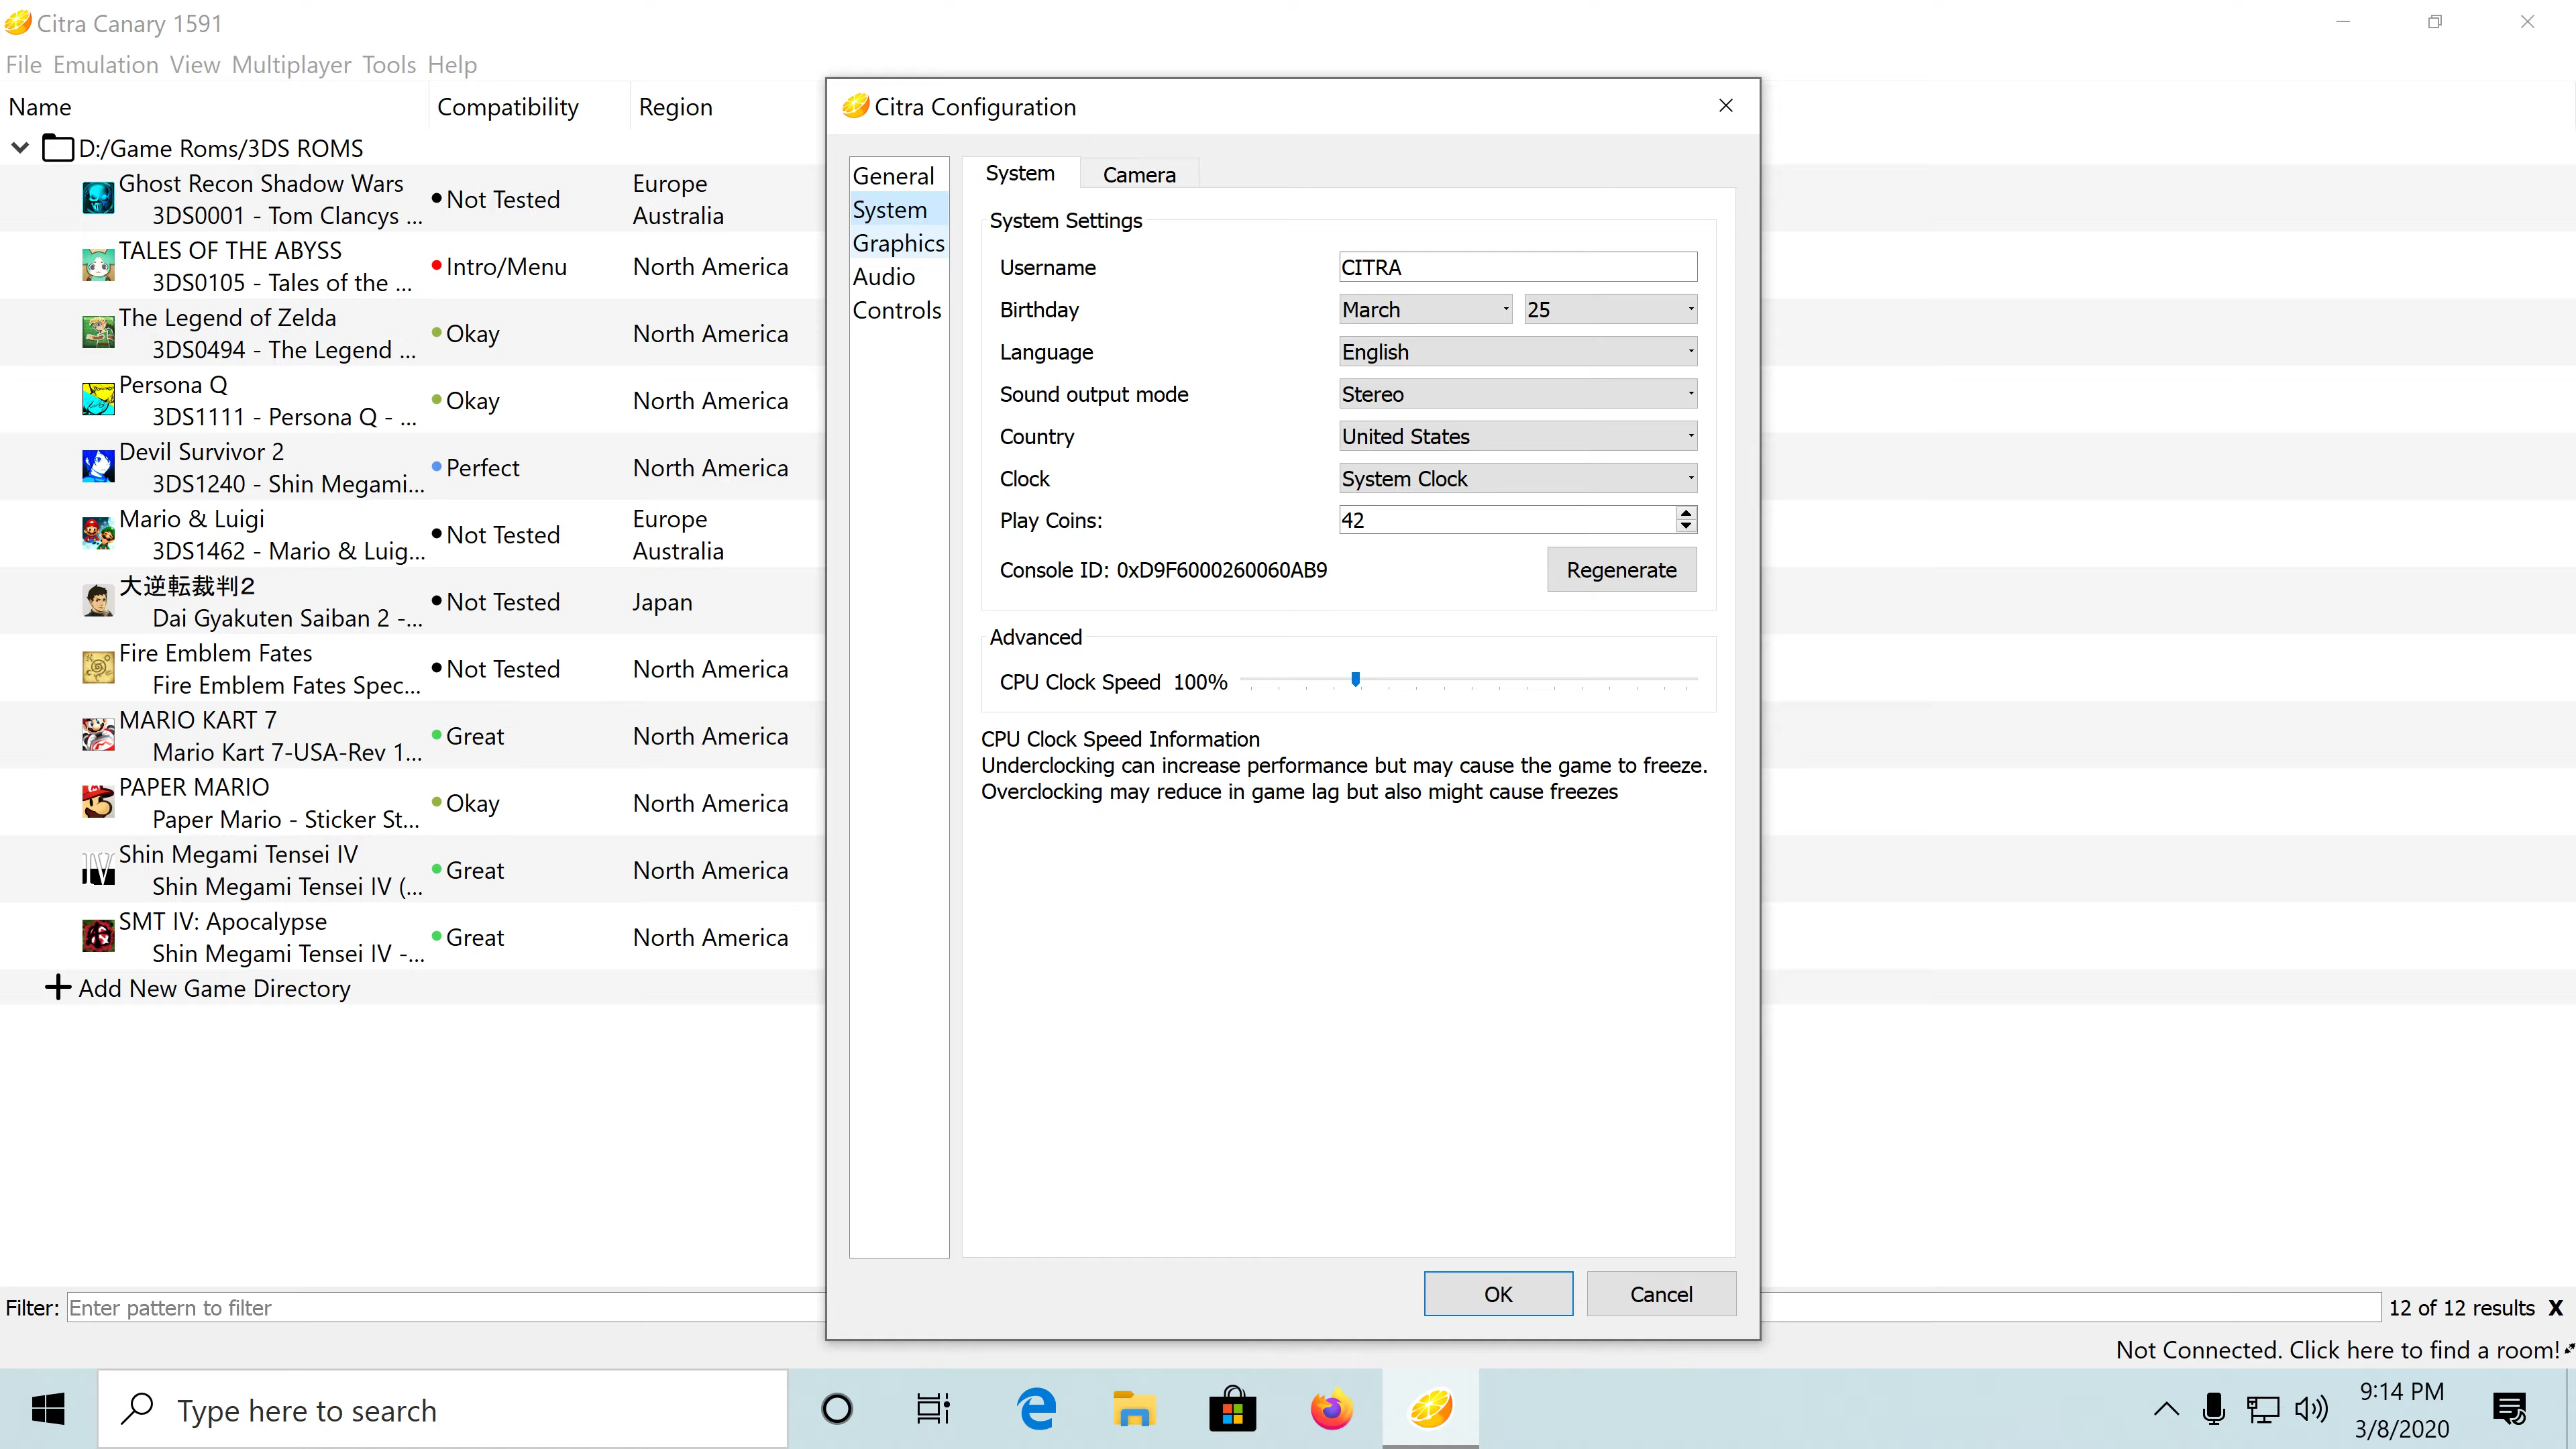 Citra Canary 1591
File Emulation View Multiplayer Tools Help
Name Compatibility Region
D:/Game Roms/3DS ROMS
Ghost Recon Shadow Wars
3DS0001 - Tom Clancys ...
Not Tested
Europe
Australia
TALES OF THE ABYSS
3DS0105 - Tales of the ...
Intro/Menu
North America
The Legend of Zelda
3DS0494 - The Legend ...
Okay
North America
Persona Q
3DS1111 - Persona Q - ...
Okay
North America
Devil Survivor 2
3DS1240 - Shin Megami...
Perfect
North America
Mario & Luigi
3DS1462 - Mario & Luig...
Not Tested
Europe
Australia
大逆転裁判2
Dai Gyakuten Saiban 2 -...
Not Tested
Japan
Fire Emblem Fates
Fire Emblem Fates Spec...
Not Tested
North America
MARIO KART 7
Mario Kart 7-USA-Rev 1...
Great
North America
PAPER MARIO
Paper Mario - Sticker St...
Okay
North America
Shin Megami Tensei IV
Shin Megami Tensei IV (...
Great
North America
SMT IV: Apocalypse
Shin Megami Tensei IV -...
Great
North America
Add New Game Directory
Citra Configuration
General
System
Graphics
Audio
Controls
System Camera
System Settings
Username CITRA
Birthday March 25
Language English
Sound output mode Stereo
Country United States
Clock System Clock
Play Coins: 42
Console ID: 0xD9F6000260060AB9 Regenerate
Advanced
CPU Clock Speed 100%
CPU Clock Speed Information
Underclocking can increase performance but may cause the game to freeze.
Overclocking may reduce in game lag but also might cause freezes
OK Cancel
Filter: Enter pattern to filter 12 of 12 results X
Not Connected. Click here to find a room!
Type here to search
9:14 PM
3/8/2020